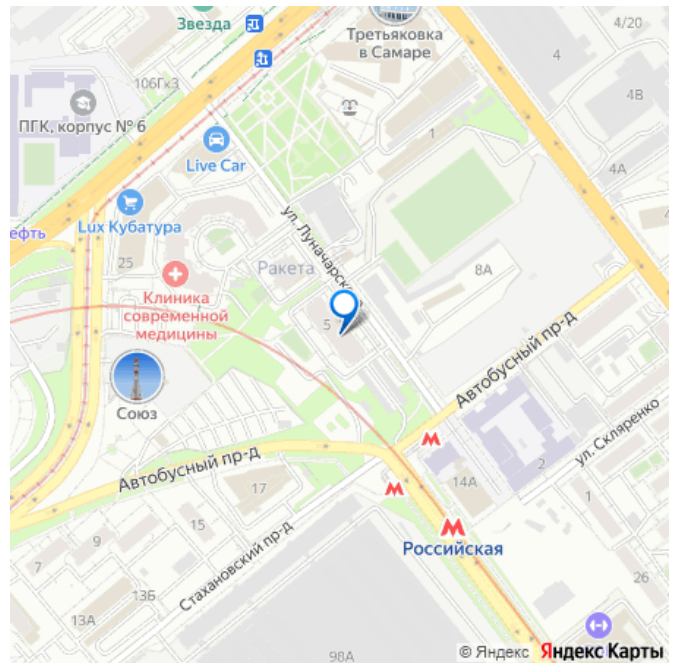 Звезда
4/20
Третьяковка
в Самаре
4
106Гк3
4В
ПГК, корпус № 6
1
Live Car
4А
Lux Кубатура
ул. Луначарског
ефть
25
Ракета
8А
Клиника
современной
медицины
5
Автобусный пр-д
Союз
ул. Скляренко
Автобусный пр-д
2
14А
17
1
15
Российская
9
Стахановский пр-д
7
13Б
26
13А
98А
© Яндекс Яндекс Карты